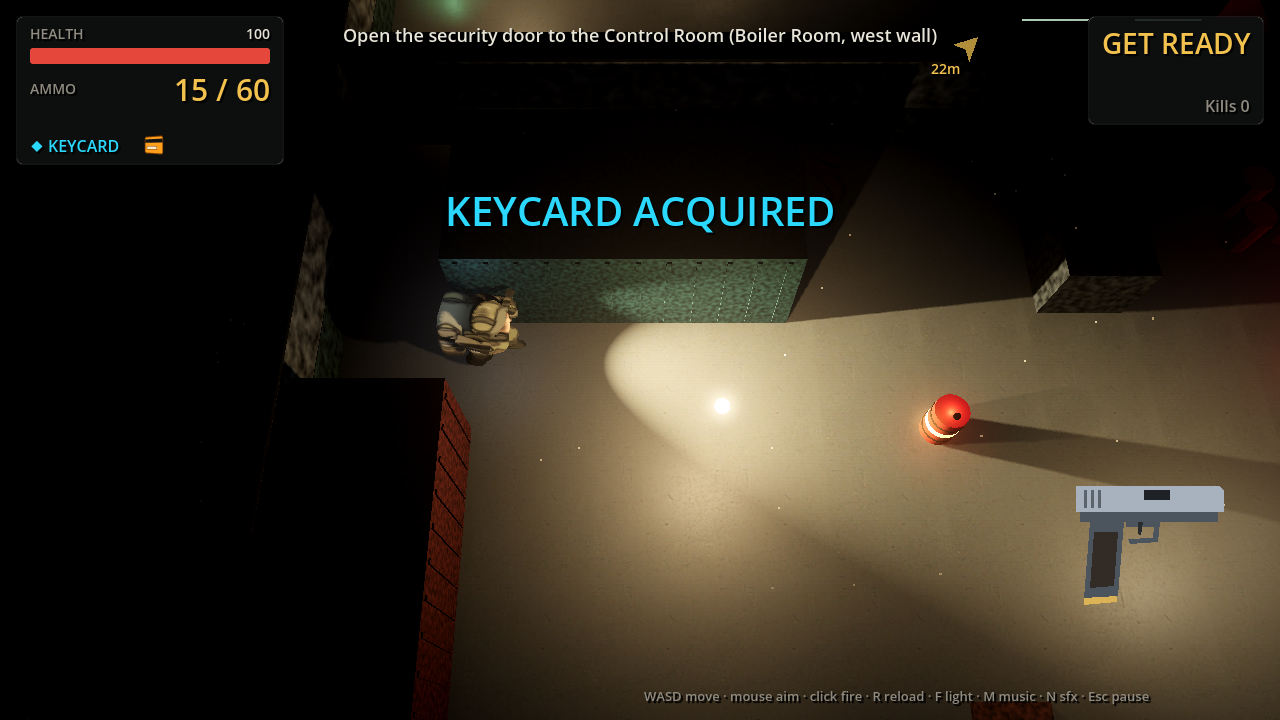 HEALTH 100
AMMO 15 / 60
◆ KEYCARD
Open the security door to the Control Room (Boiler Room, west wall)
22m
GET READY
Kills 0
KEYCARD ACQUIRED
WASD move · mouse aim · click fire · R reload · F light · M music · N sfx · Esc pause